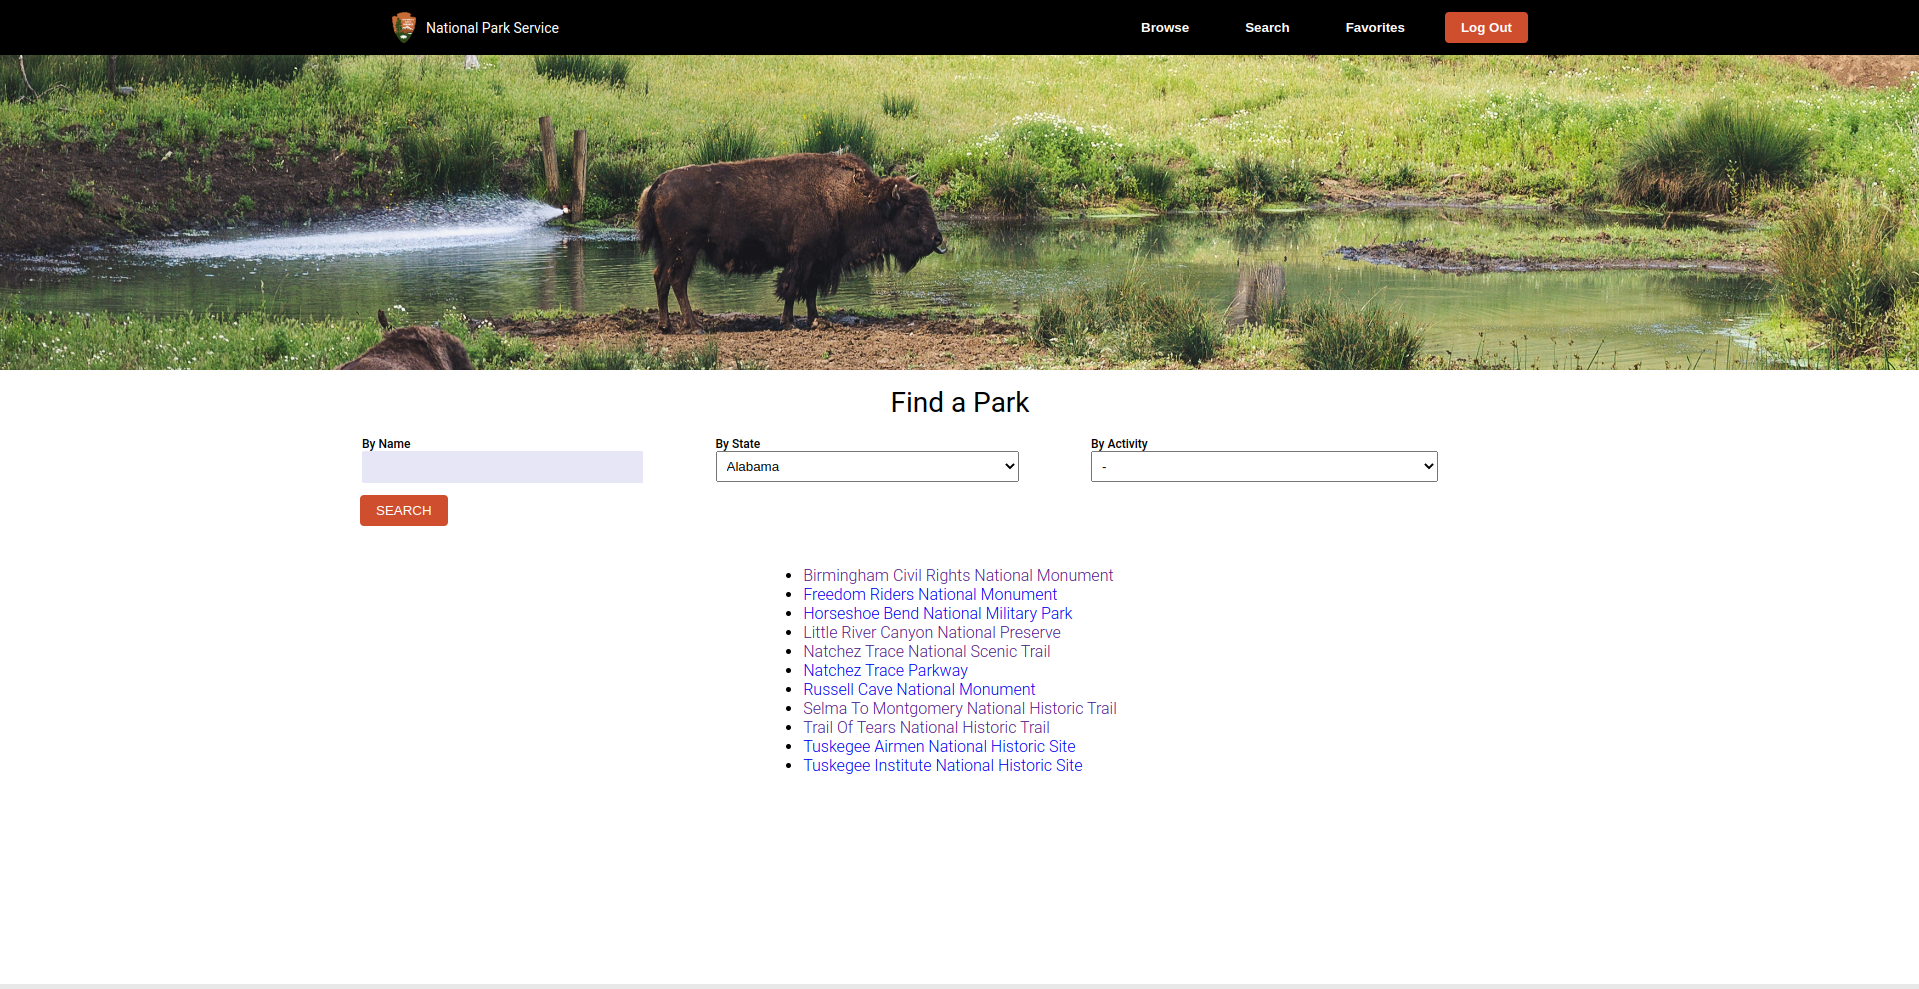 National Park Service
Browse
Search
Favorites
Log Out
Find a Park
By Name
By State
By Activity
Alabama
-
SEARCH
Birmingham Civil Rights National Monument
Freedom Riders National Monument
Horseshoe Bend National Military Park
Little River Canyon National Preserve
Natchez Trace National Scenic Trail
Natchez Trace Parkway
Russell Cave National Monument
Selma To Montgomery National Historic Trail
Trail Of Tears National Historic Trail
Tuskegee Airmen National Historic Site
Tuskegee Institute National Historic Site